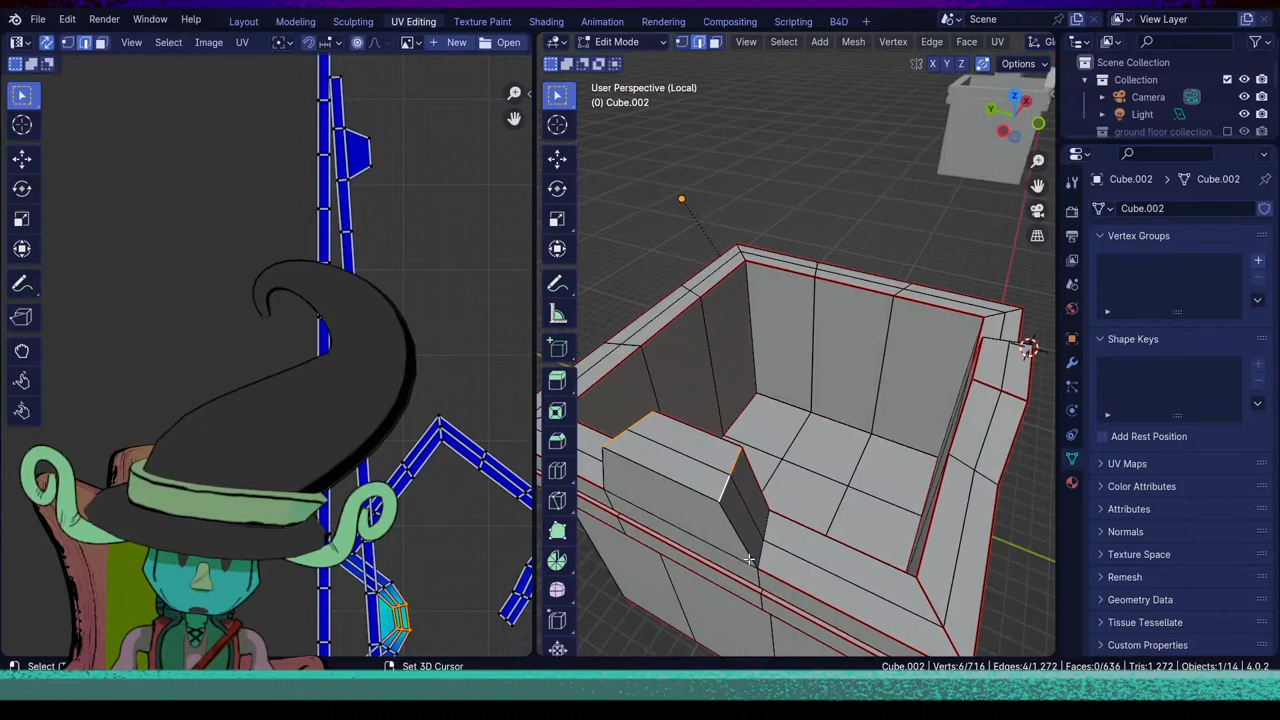 File Edit Render Window Help Layout Modeling Sculpting UV Editing Texture Paint Shading Animation Rendering Compositing Scripting B4D + Scene View Layer
View Select Image UV + New Open Edit Mode View Select Add Mesh Vertex Edge Face UV Gl
X Y Z Options
User Perspective (Local)
(0) Cube.002
Z
Y
X
Scene Collection
Collection
Camera
Light
ground floor collection
Cube.002 Cube.002
Cube.002
Vertex Groups
Shape Keys
Add Rest Position
UV Maps
Color Attributes
Attributes
Normals
Texture Space
Remesh
Geometry Data
Texture Tessellate
Custom Properties
Select (T Set 3D Cursor Cube.002 | Verts:6/716 | Edges:4/1,272 | Faces:0/636 | Tris:1,272 | Objects:1/14 | 4.0.2